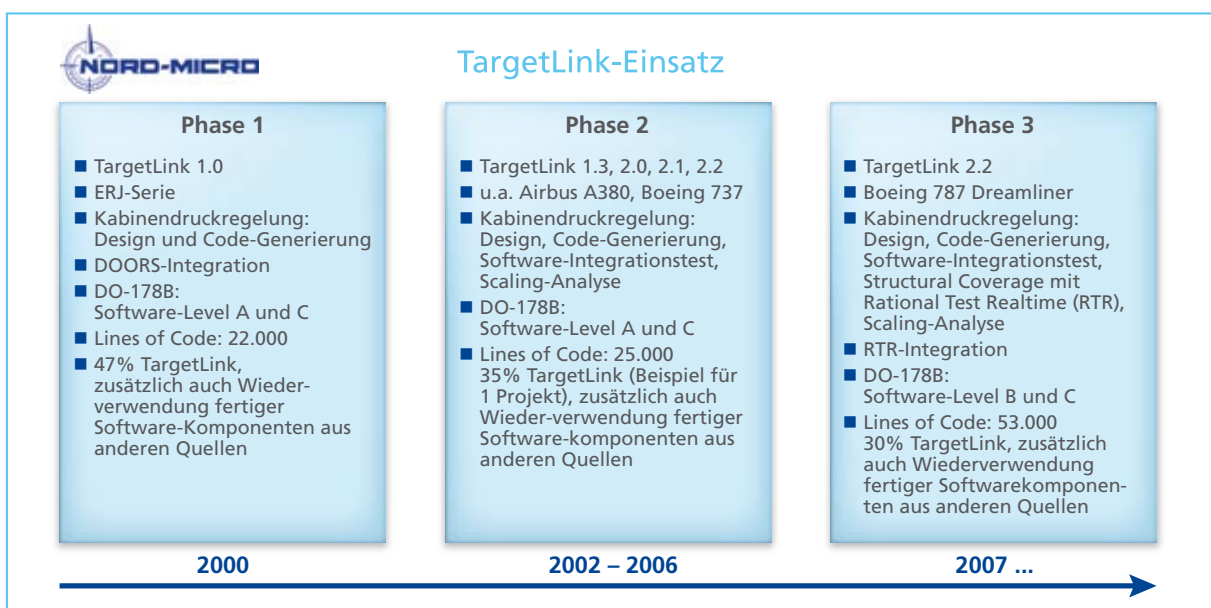 NORD-MICRO
TargetLink-Einsatz
Phase 1
TargetLink 1.0
ERJ-Serie
Kabinendruckregelung:
Design und Code-Generierung
DOORS-Integration
DO-178B:
Software-Level A und C
Lines of Code: 22.000
47% TargetLink,
zusätzlich auch Wieder-
verwendung fertiger
Software-Komponenten aus
anderen Quellen
2000
Phase 2
TargetLink 1.3, 2.0, 2.1, 2.2
u.a. Airbus A380, Boeing 737
Kabinendruckregelung:
Design, Code-Generierung,
Software-Integrationstest,
Scaling-Analyse
DO-178B:
Software-Level A und C
Lines of Code: 25.000
35% TargetLink (Beispiel für
1 Projekt), zusätzlich auch
Wieder-verwendung fertiger
Software-komponenten aus
anderen Quellen
2002 – 2006
Phase 3
TargetLink 2.2
Boeing 787 Dreamliner
Kabinendruckregelung:
Design, Code-Generierung,
Software-Integrationstest,
Structural Coverage mit
Rational Test Realtime (RTR),
Scaling-Analyse
RTR-Integration
DO-178B:
Software-Level B und C
Lines of Code: 53.000
30% TargetLink, zusätzlich
auch Wiederverwendung
fertiger Softwarekomponen-
ten aus anderen Quellen
2007 ...